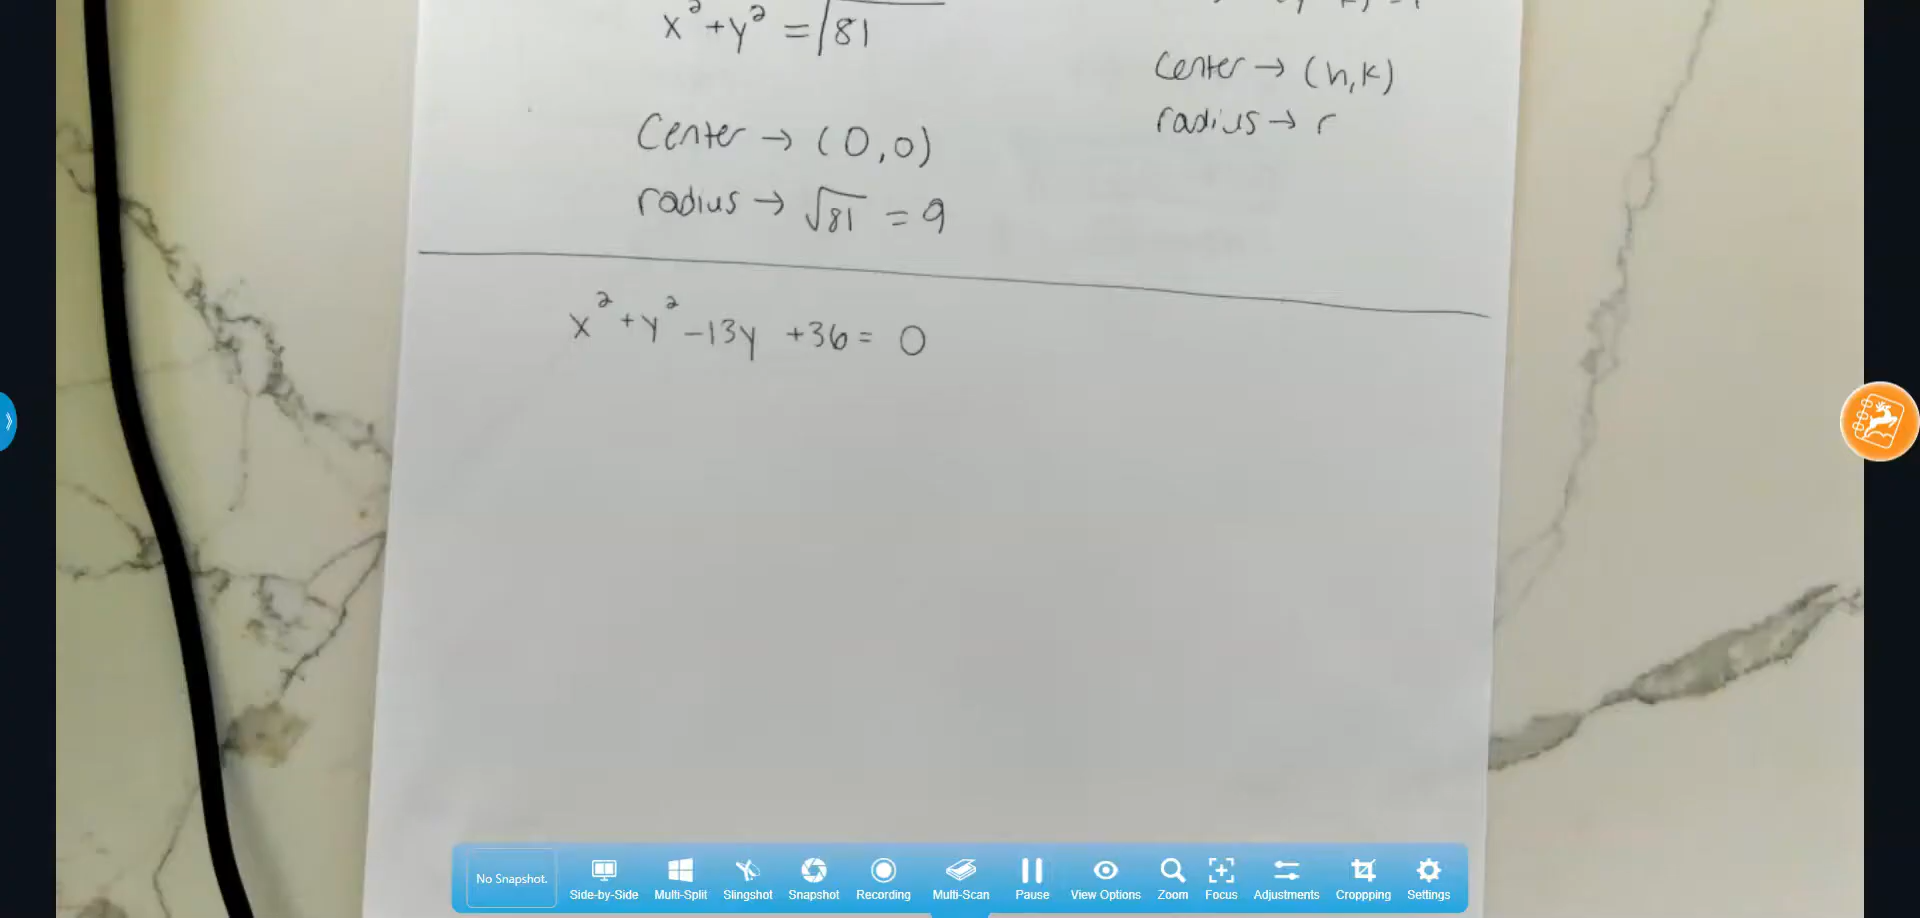 x² + y² = √81
center → (h, k)
radius → r
Center → (0, 0)
radius → √81 = 9
x² + y² - 13y + 36 = 0
No Snapshot.
Side-by-Side
Multi-Split
Slingshot
Snapshot
Recording
Multi-Scan
Pause
View Options
Zoom
Focus
Adjustments
Croppping
Settings